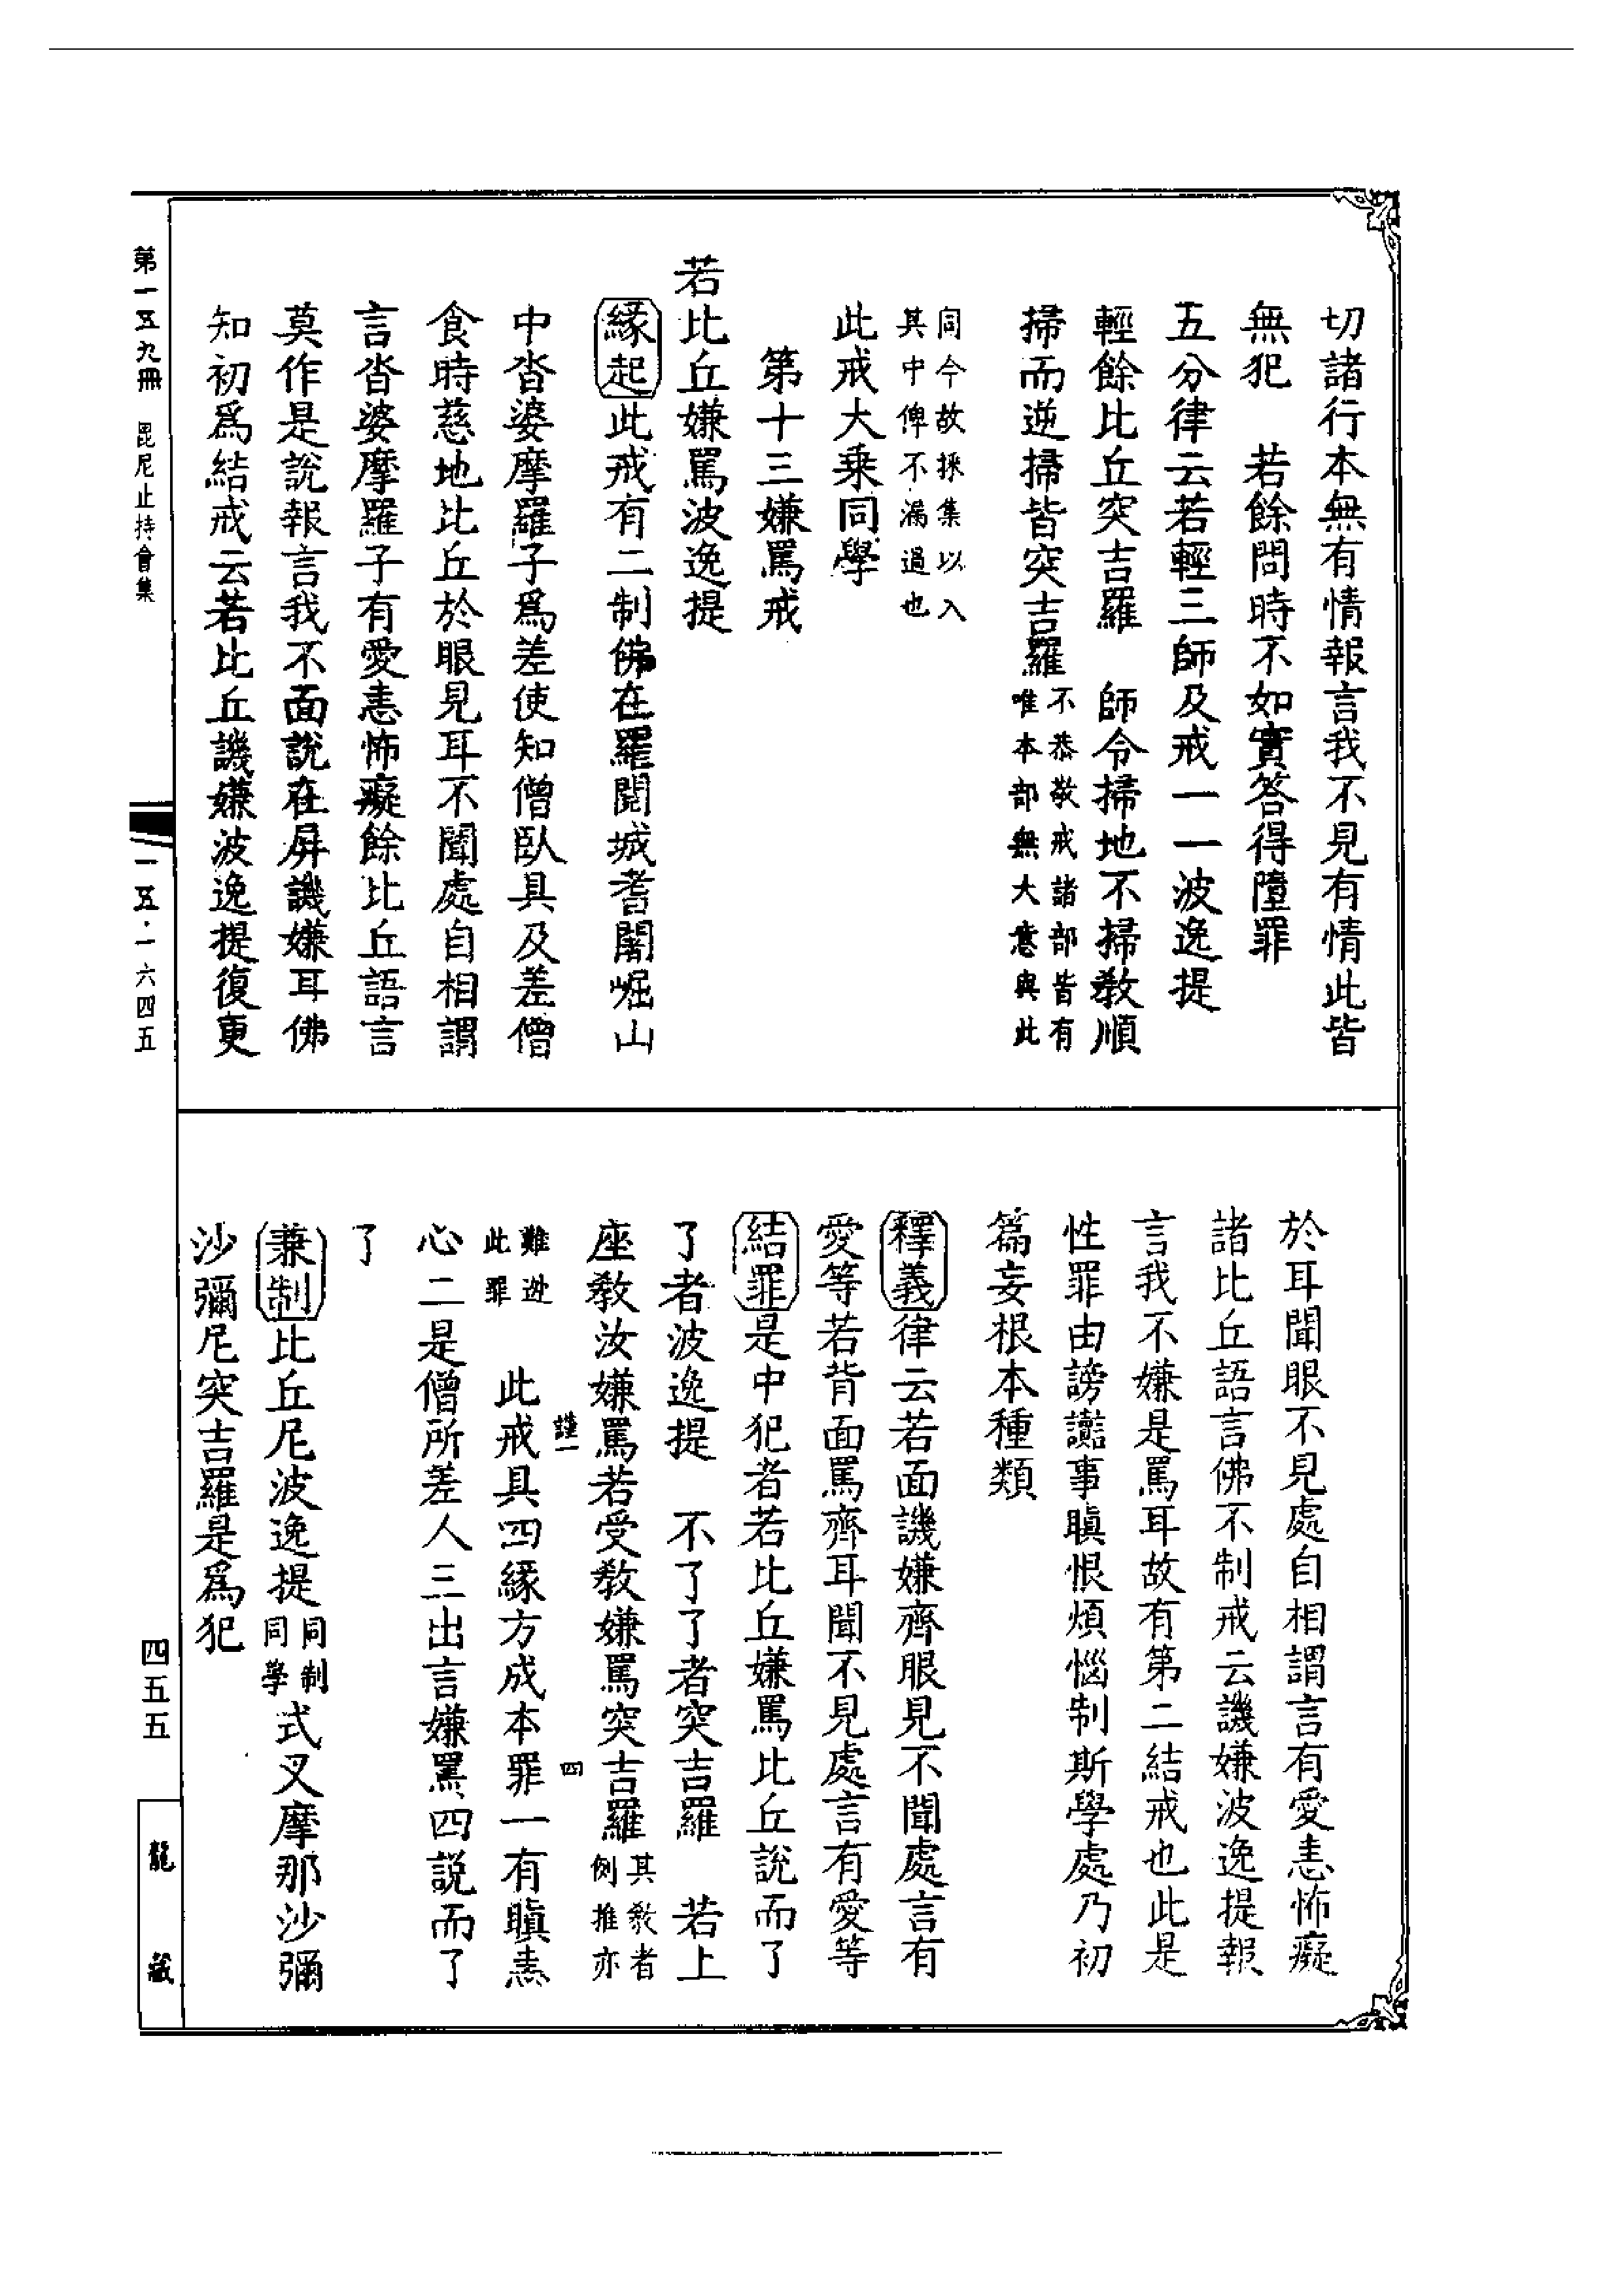 切諸行本無有情報言我不見有情此皆
無犯　若餘問時不如實答得墮罪
五分律云若輕三師及戒一一波逸提
輕餘比丘突吉羅　師令掃地不掃教順
掃而逆掃皆突吉羅不恭敬戒諸部皆有
唯本部無大意與此
同今故採集以入
其中俾不漏過也
此戒大乘同學
第十三嫌罵戒
若比丘嫌罵波逸提
緣起此戒有二制佛在羅閱城耆闍崛山
中沓婆摩羅子爲差使知僧臥具及差僧
食時慈地比丘於眼見耳不聞處自相謂
言沓婆摩羅子有愛恚怖癡餘比丘語言
莫作是說報言我不面說在屏譏嫌耳佛
知初爲結戒云若比丘譏嫌波逸提復更
於耳聞眼不見處自相謂言有愛恚怖癡
諸比丘語言佛不制戒云譏嫌波逸提報
言我不嫌是罵耳故有第二結戒也此是
性罪由謗讟事瞋恨煩惱制斯學處乃初
篇妄根本種類
釋義律云若面譏嫌齊眼見不聞處言有
愛等若背面罵齊耳聞不見處言有愛等
結罪是中犯者若比丘嫌罵比丘說而了
了者波逸提　不了了者突吉羅　若上
座教汝嫌罵若受教嫌罵突吉羅其教者
例推亦
難逃
此罪　此戒具四緣方成本罪一有瞋恚
心二是僧所差人三出言嫌罵四說而了
了
兼制比丘尼波逸提同制
同學式叉摩那沙彌
沙彌尼突吉羅是爲犯
第一五九冊　毘尼止持會集
一五·一六四五
四五五
龍藏